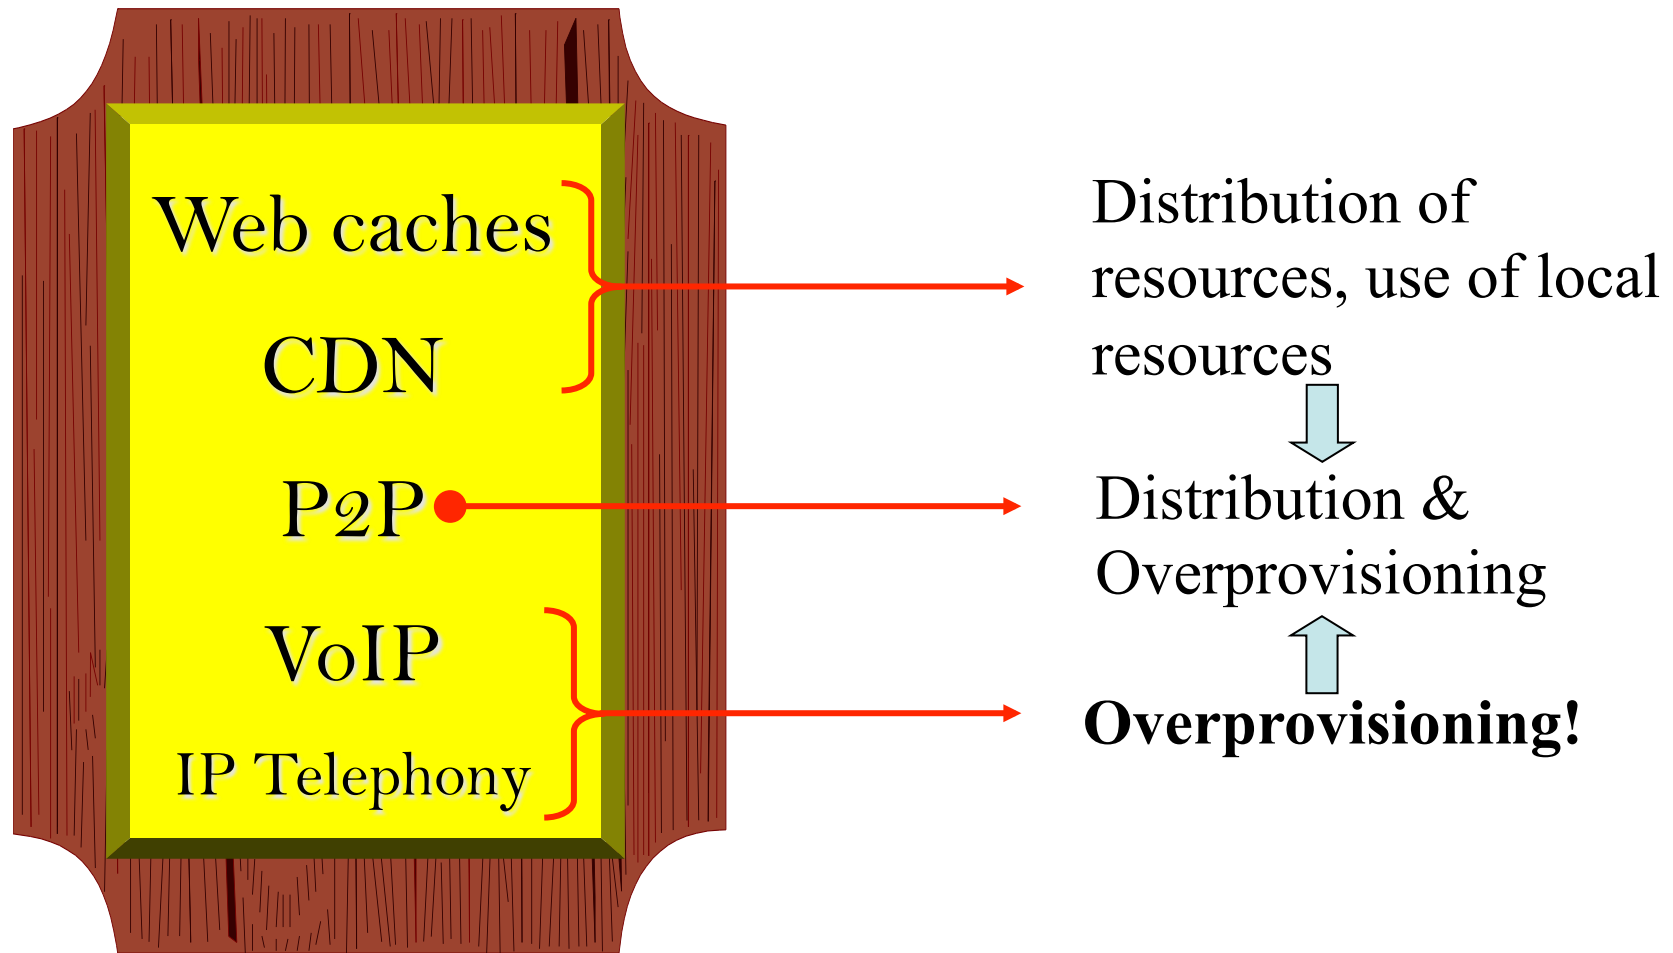 Web caches
CDN
P2P
VoIP
IP Telephony
Distribution of
resources, use of local
resources
Distribution &
Overprovisioning
Overprovisioning!